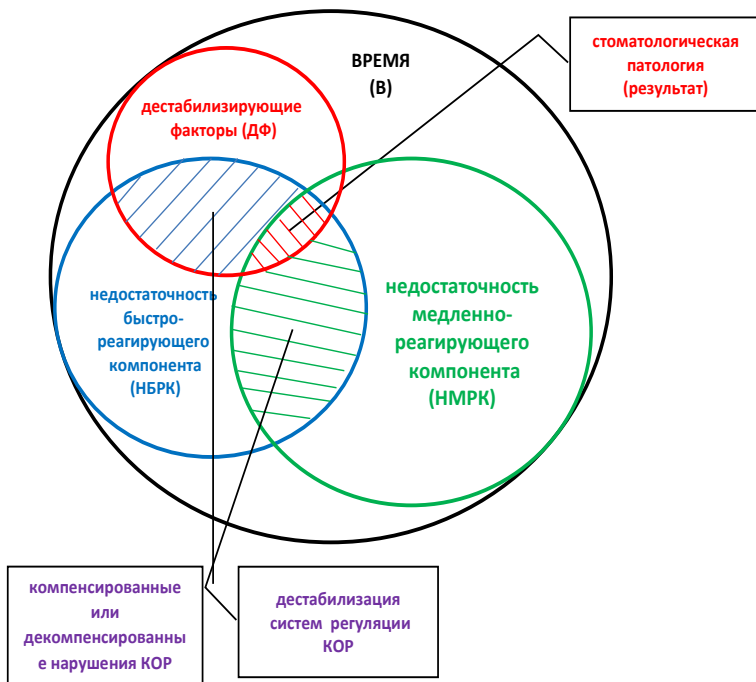 ВРЕМЯ
(В)
стоматологическая
патология
(результат)
дестабилизирующие
факторы (ДФ)
недостаточность
быстро-
реагирующего
компонента
(НБРК)
недостаточность
медленно-
реагирующего
компонента
(НМРК)
компенсированные
или
декомпенсированны
е нарушения КОР
дестабилизация
систем регуляции
КОР